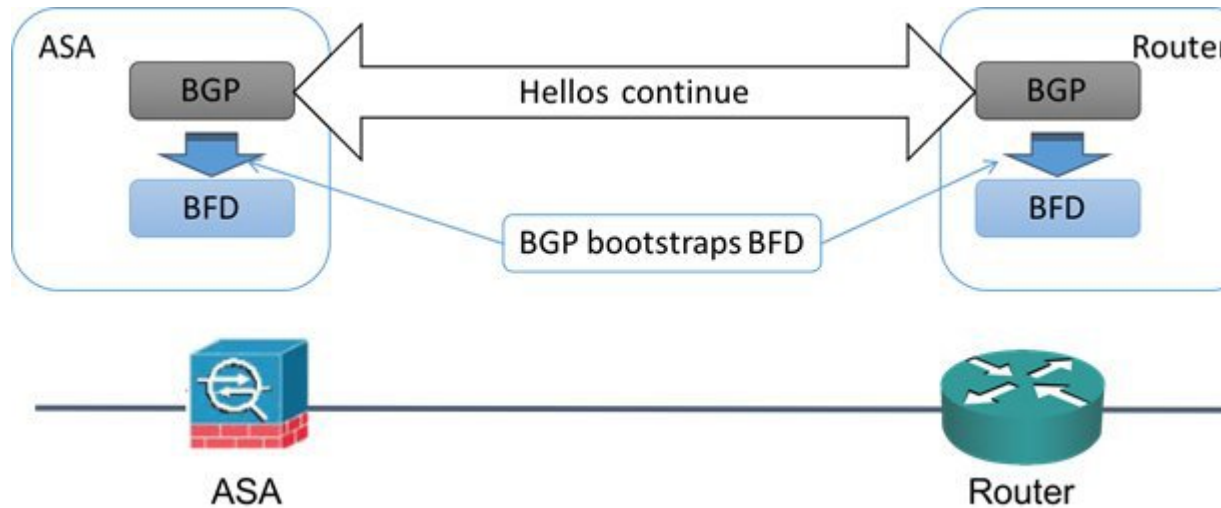 ASA
Router
BGP
Hellos continue
BGP
BFD
BFD
BGP bootstraps BFD
ASA
Router